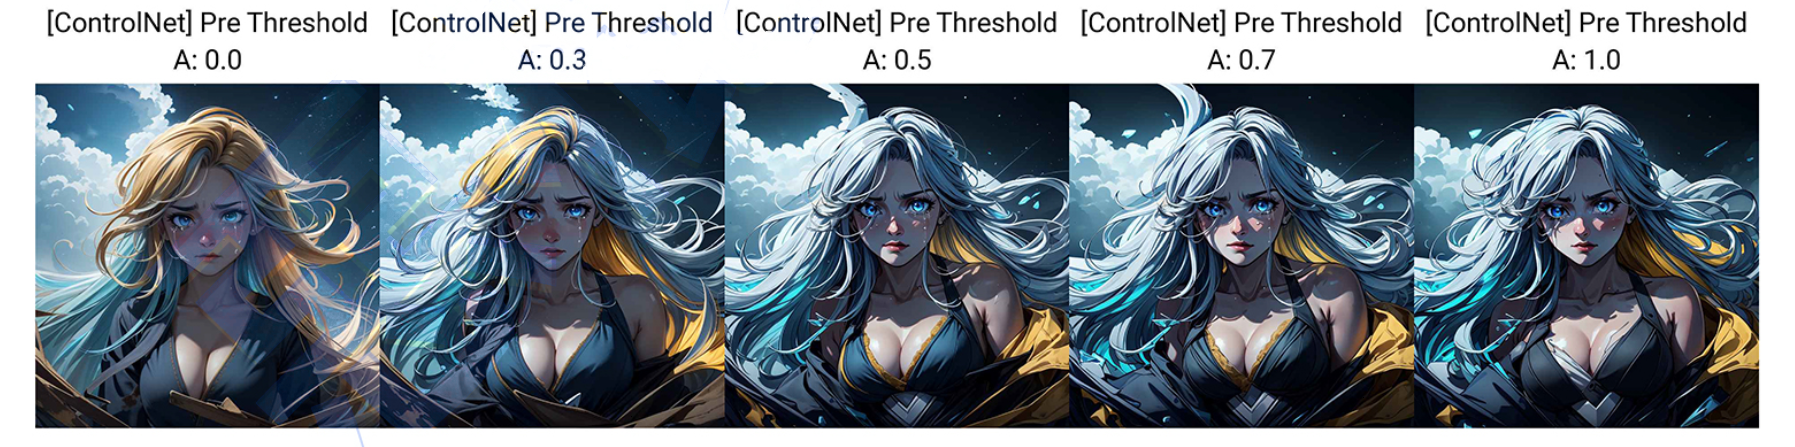 [ControlNet] Pre Threshold
A: 0.0
[ControlNet] Pre Threshold
A: 0.3
[ControlNet] Pre Threshold
A: 0.5
[ControlNet] Pre Threshold
A: 0.7
[ControlNet] Pre Threshold
A: 1.0